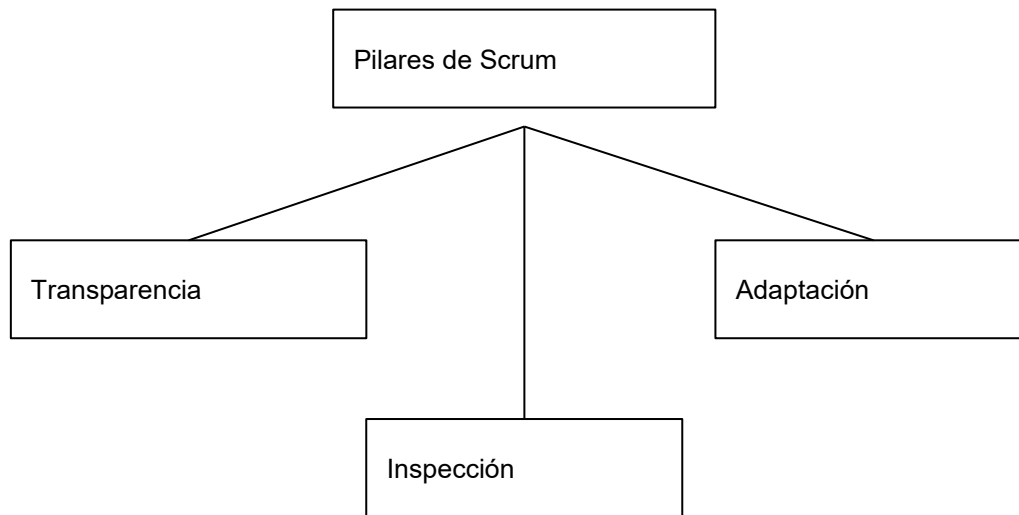 Pilares de Scrum
Transparencia
Adaptación
Inspección